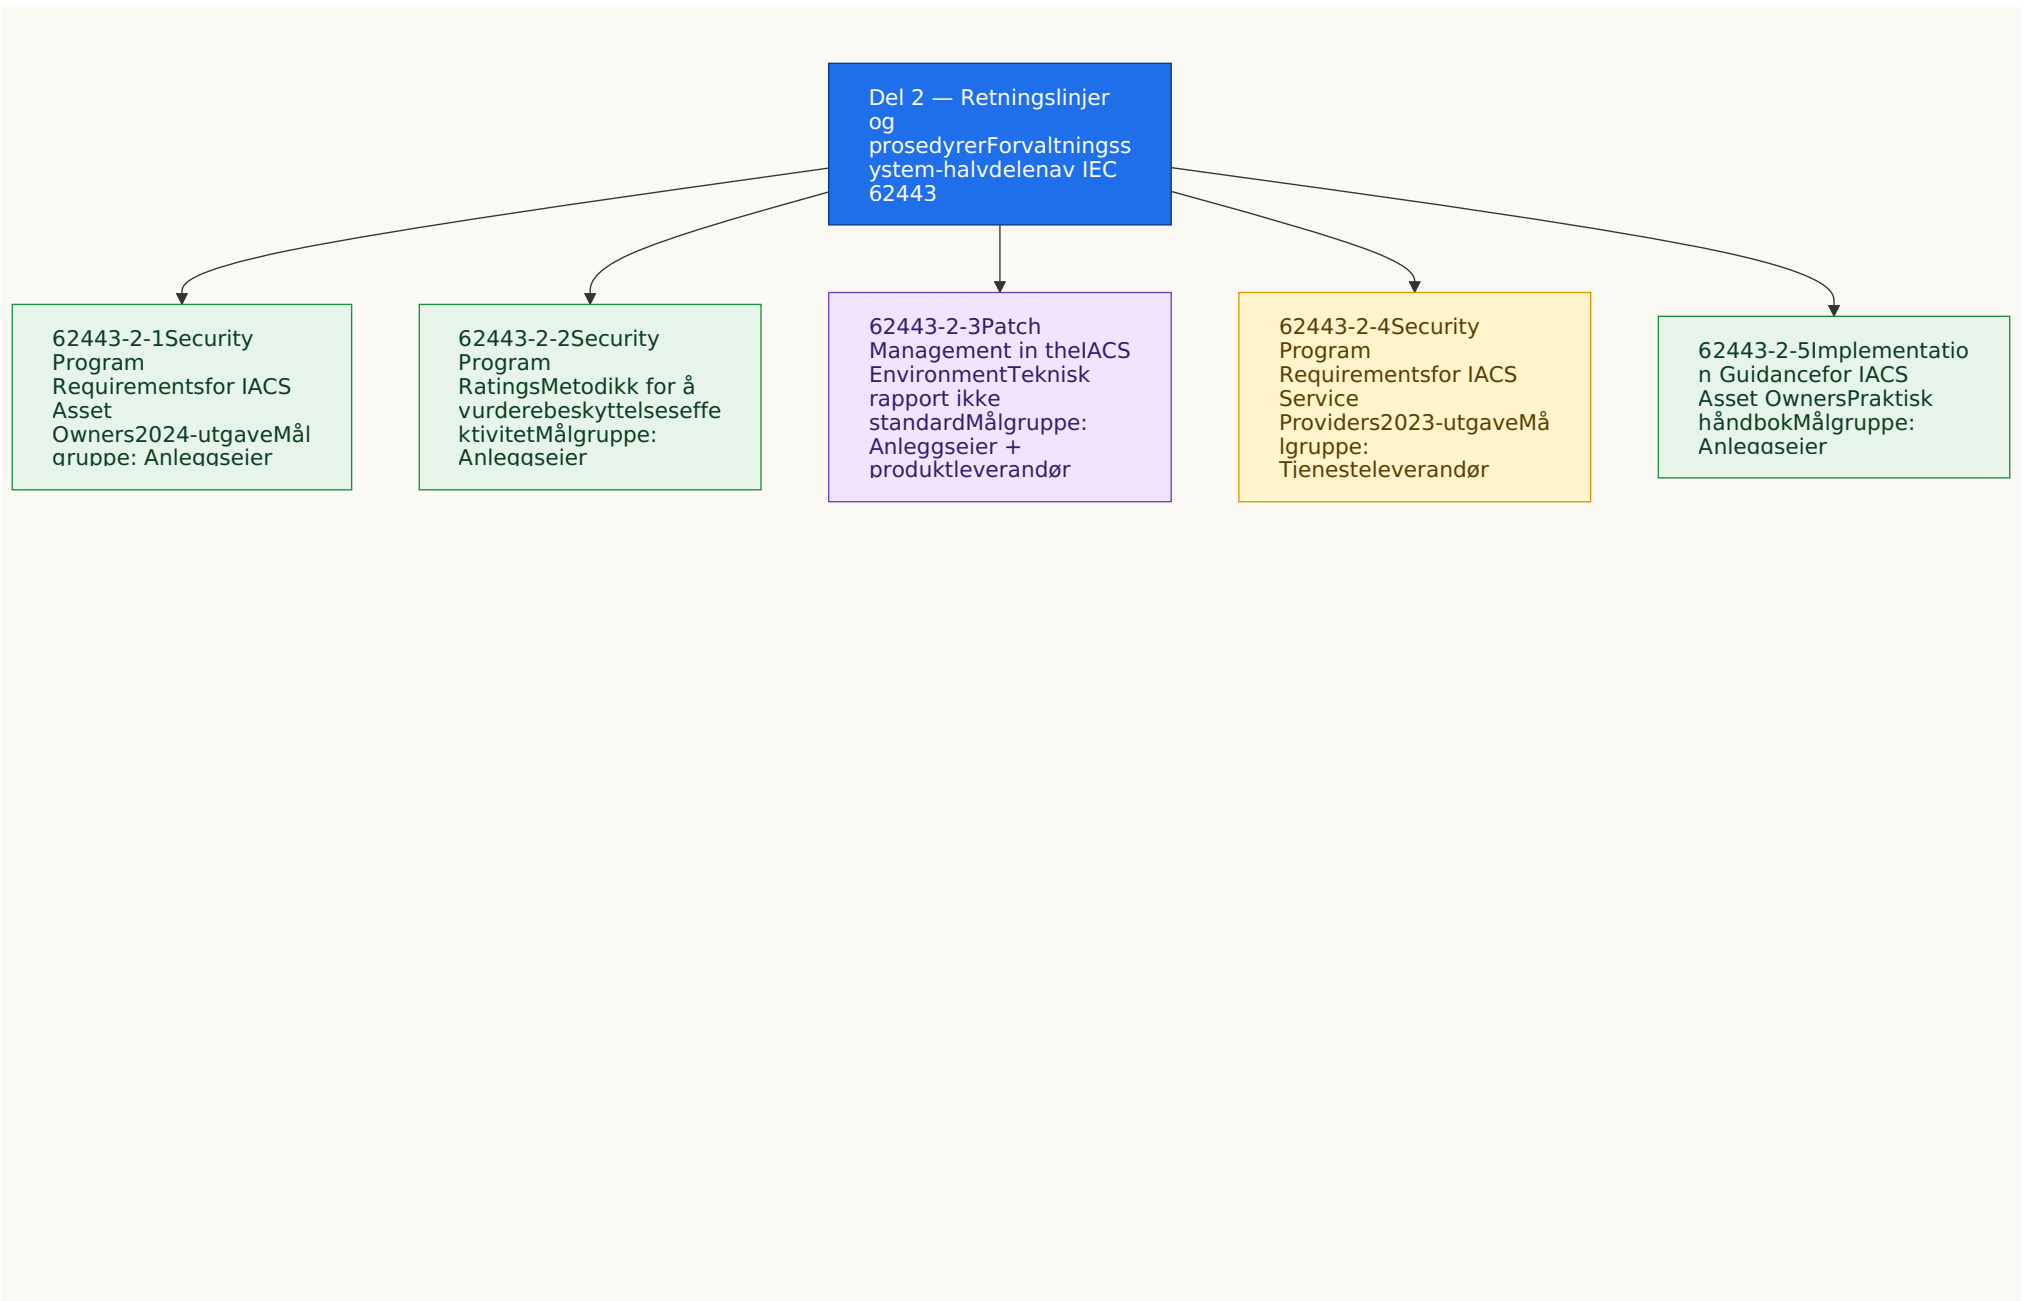 Del 2 — Retningslinjer
og
prosedyrerForvaltningss
ystem-halvdelenav IEC
62443
62443-2-1Security
Program
Requirementsfor IACS
Asset
Owners2024-utgaveMål
gruppe: Anleggseier
62443-2-2Security
Program
RatingsMetodikk for å
vurderebeskyttelseseffe
ktivitetMålgruppe:
Anleggseier
62443-2-3Patch
Management in theIACS
EnvironmentTeknisk
rapport ikke
standardMålgruppe:
Anleggseier +
produktleverandør
62443-2-4Security
Program
Requirementsfor IACS
Service
Providers2023-utgaveMå
lgruppe:
Tjenesteleverandør
62443-2-5Implementatio
n Guidancefor IACS
Asset OwnersPraktisk
håndbokMålgruppe:
Anleggseier